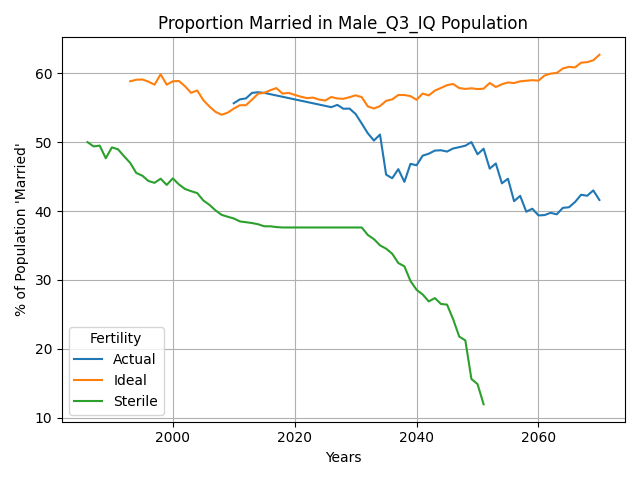 Proportion Married in Male_Q3_IQ Population
% of Population 'Married'
60
50
40
30
20
10
Fertility
Actual
Ideal
Sterile
2000
2020
2040
2060
Years